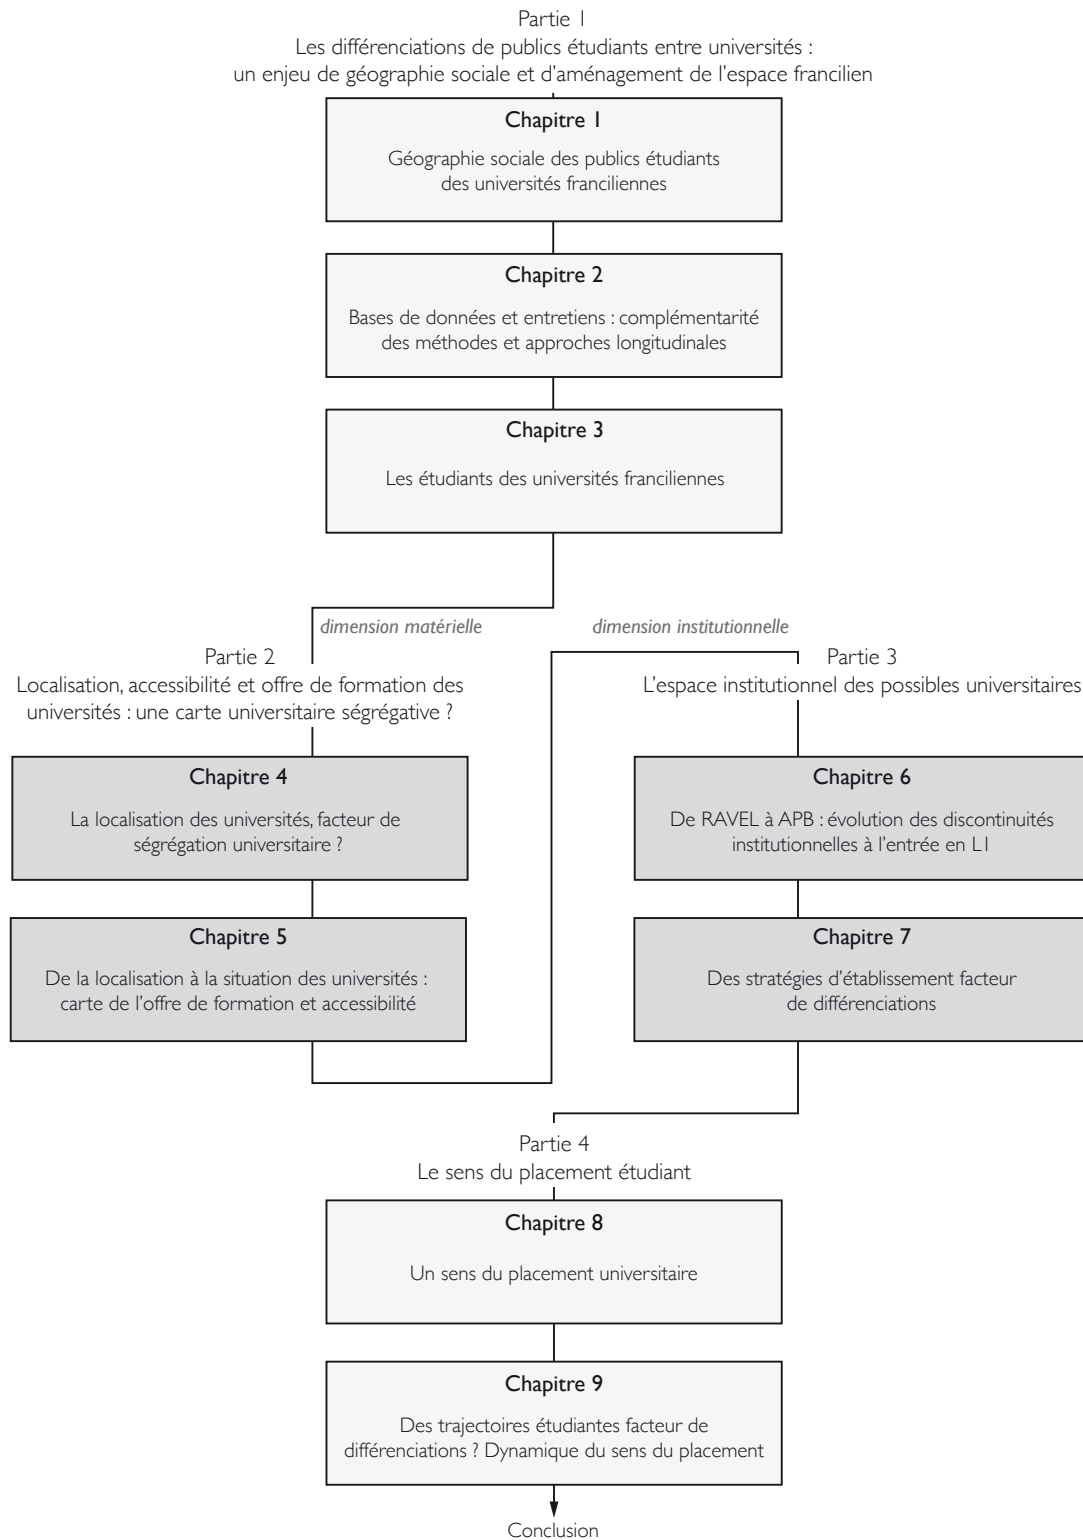 Partie 1
Les différenciations de publics étudiants entre universités :
un enjeu de géographie sociale et d’aménagement de l’espace francilien
Chapitre 1
Géographie sociale des publics étudiants
des universités franciliennes
Chapitre 2
Bases de données et entretiens : complémentarité
des méthodes et approches longitudinales
Chapitre 3
Les étudiants des universités franciliennes
dimension matérielle
dimension institutionnelle
Partie 2
Localisation, accessibilité et offre de formation des
universités : une carte universitaire ségrégative ?
Partie 3
L’espace institutionnel des possibles universitaires
Chapitre 4
La localisation des universités, facteur de
ségrégation universitaire ?
Chapitre 5
De la localisation à la situation des universités :
carte de l’offre de formation et accessibilité
Chapitre 6
De RAVEL à APB : évolution des discontinuités
institutionnelles à l’entrée en L1
Chapitre 7
Des stratégies d’établissement facteur
de différenciations
Partie 4
Le sens du placement étudiant
Chapitre 8
Un sens du placement universitaire
Chapitre 9
Des trajectoires étudiantes facteur de
différenciations ? Dynamique du sens du placement
Conclusion